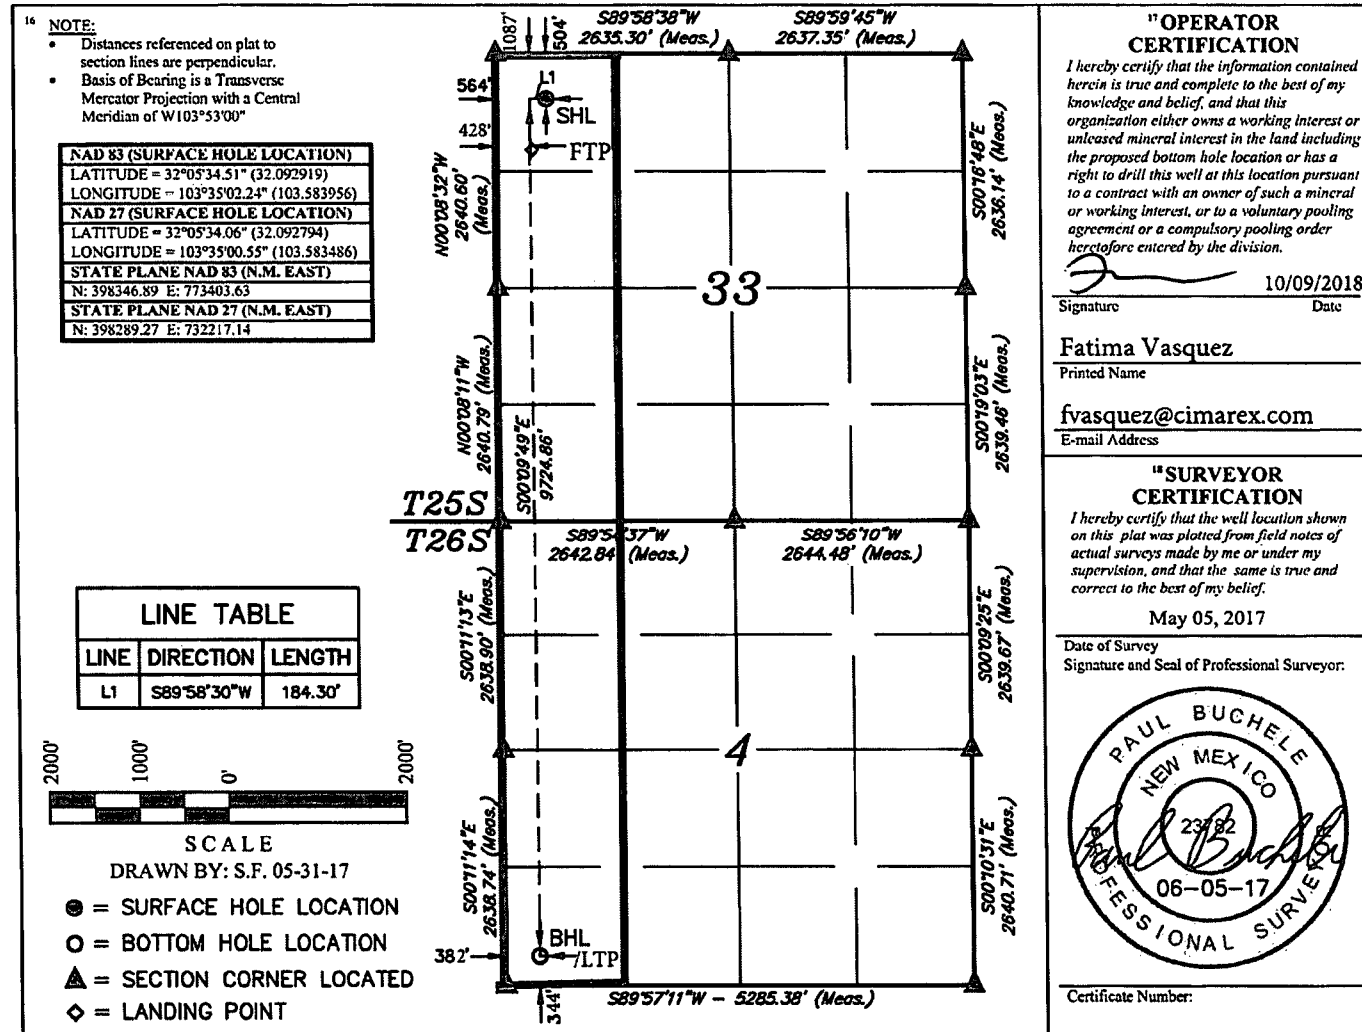 16 NOTE:
• Distances referenced on plat to
section lines are perpendicular.
• Basis of Bearing is a Transverse
Mercator Projection with a Central
Meridian of W103°53'00"
NAD 83 (SURFACE HOLE LOCATION)
LATITUDE = 32°05'34.51" (32.092919)
LONGITUDE = 103°35'02.24" (103.583956)
NAD 27 (SURFACE HOLE LOCATION)
LATITUDE = 32°05'34.06" (32.092794)
LONGITUDE = 103°35'00.55" (103.583486)
STATE PLANE NAD 83 (N.M. EAST)
N: 398346.89 E: 773403.63
STATE PLANE NAD 27 (N.M. EAST)
N: 398289.27 E: 732217.14
LINE TABLE
LINE DIRECTION LENGTH
L1 S89°58'30"W 184.30'
2000' 1000' 0' 2000'
SCALE
DRAWN BY: S.F. 05-31-17
= SURFACE HOLE LOCATION
= BOTTOM HOLE LOCATION
= SECTION CORNER LOCATED
= LANDING POINT
1087'
504'
S89°58'38"W
2635.30' (Meas.)
S89°59'45"W
2637.35' (Meas.)
564'
L1
SHL
428'
FTP
N00°08'32"W
2640.60'
(Meas.)
S00°16'48"E
2636.14' (Meas.)
33
N00°08'11"W
2640.79' (Meas.)
S00°09'49"E
9724.86'
S00°19'03"E
2639.46' (Meas.)
T25S
T26S
S89°54'37"W
2642.84' (Meas.)
S89°56'10"W
2644.48' (Meas.)
S00°11'13"E
2638.90' (Meas.)
S00°09'25"E
2639.67' (Meas.)
4
S00°11'14"E
2638.74' (Meas.)
S00°10'31"E
2640.71' (Meas.)
382'
BHL
/LTP
344'
S89°57'11"W – 5285.38' (Meas.)
17 OPERATOR
CERTIFICATION
I hereby certify that the information contained
herein is true and complete to the best of my
knowledge and belief, and that this
organization either owns a working interest or
unleased mineral interest in the land including
the proposed bottom hole location or has a
right to drill this well at this location pursuant
to a contract with an owner of such a mineral
or working interest, or to a voluntary pooling
agreement or a compulsory pooling order
heretofore entered by the division.
10/09/2018
Signature Date
Fatima Vasquez
Printed Name
fvasquez@cimarex.com
E-mail Address
18 SURVEYOR
CERTIFICATION
I hereby certify that the well location shown
on this plat was plotted from field notes of
actual surveys made by me or under my
supervision, and that the same is true and
correct to the best of my belief.
May 05, 2017
Date of Survey
Signature and Seal of Professional Surveyor:
PAUL BUCHELE
NEW MEXICO
23782
Paul Buchele
06-05-17
PROFESSIONAL SURVEYOR
Certificate Number: